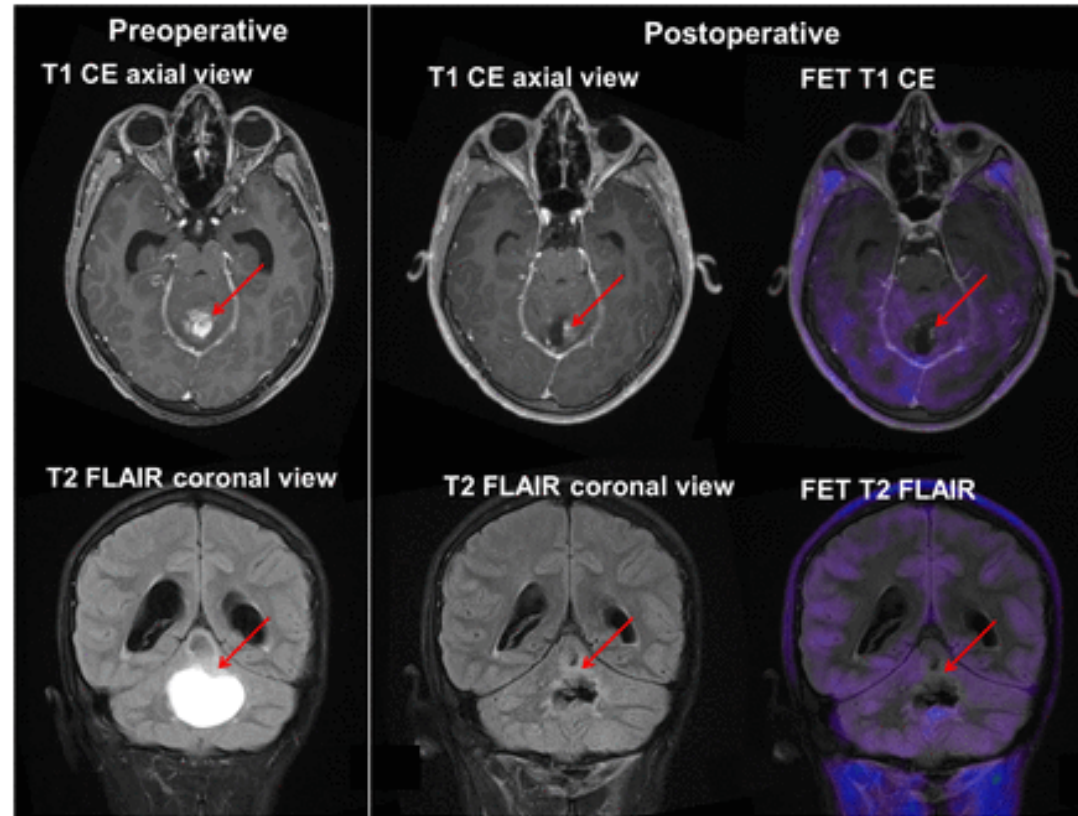 Preoperative
Postoperative
T1 CE axial view
T1 CE axial view
FET T1 CE
T2 FLAIR coronal view
T2 FLAIR coronal view
FET T2 FLAIR